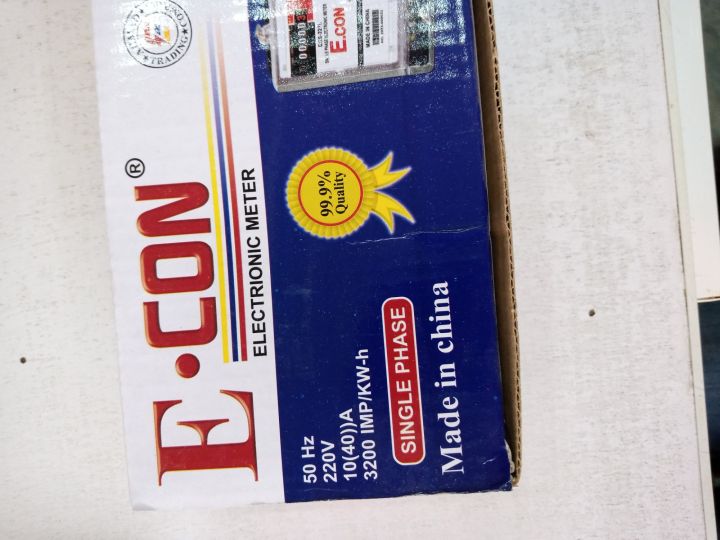 E·CON®
ELECTRIONIC METER
000003
E.CON
MADE IN CHINA
TRADING
99.9%
Quality
50 Hz
220V
10(40))A
3200 IMP/KW-h
SINGLE PHASE
Made in china